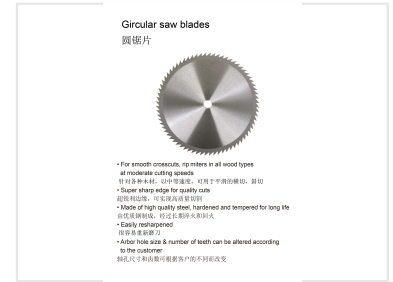 Gircular saw blades
圆锯片
• For smooth crosscuts, rip miters in all wood types
at moderate cutting speeds
针对各种木材，以中等速度，可用于平滑的横切，斜切
• Super sharp edge for quality cuts
超锐利边缘，可实现高质量切割
• Made of high quality steel, hardened and tempered for long life
由优质钢制成，经过长期淬火和回火
• Easily resharpened
很容易重新磨刀
• Arbor hole size & number of teeth can be altered according
to the customer
轴孔尺寸和齿数可根据客户的不同而改变